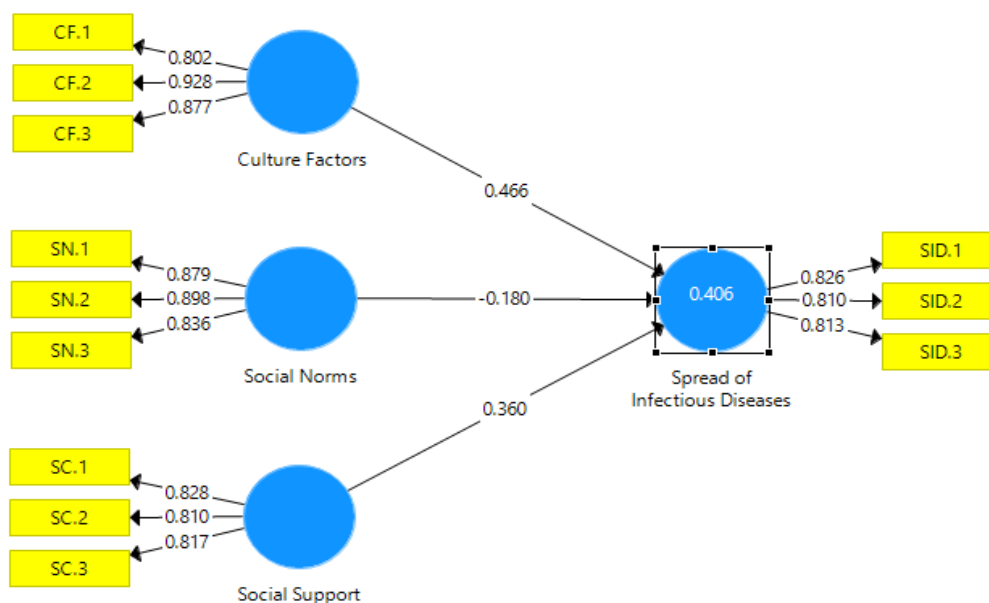 CF.1
0.802
CF.2
0.928
0.877
CF.3
Culture Factors
0.466
SN.1
0.879
SN.2
0.898
0.836
SN.3
Social Norms
-0.180
0.406
Spread of
Infectious Diseases
SID.1
0.826
0.810
SID.2
0.813
SID.3
0.360
SC.1
0.828
SC.2
0.810
0.817
SC.3
Social Support